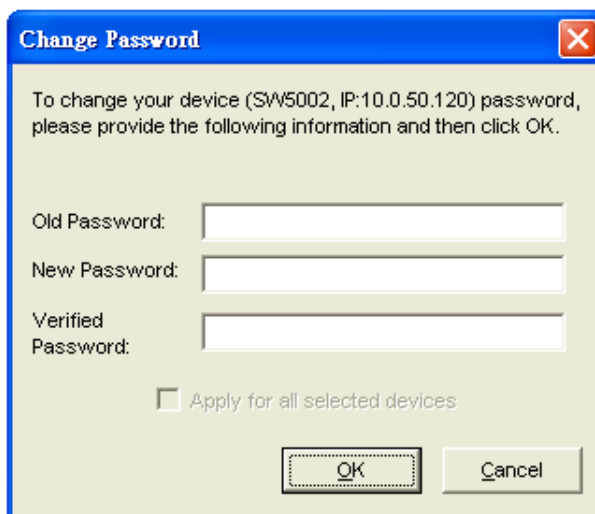 Change Password
To change your device (SW5002, IP:10.0.50.120) password,
please provide the following information and then click OK.
Old Password:
New Password:
Verified
Password:
Apply for all selected devices
OK
Cancel